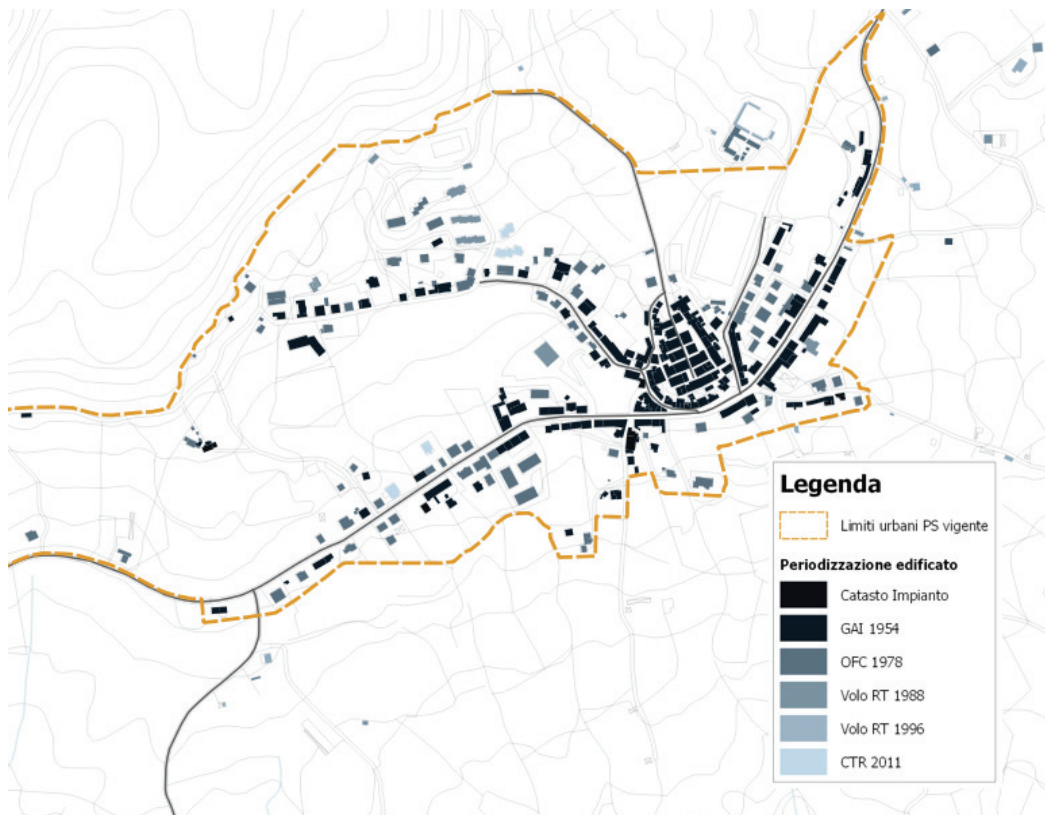 Legenda
Limiti urbani PS vigente
Periodizzazione edificato
Catasto Impianto
GAI 1954
OFC 1978
Volo RT 1988
Volo RT 1996
CTR 2011